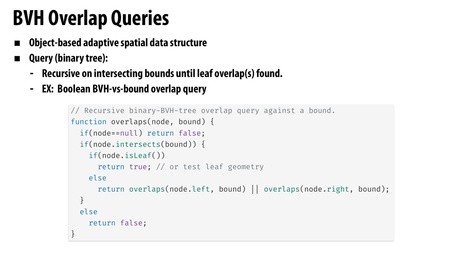 BVH Overlap Queries
■ Object-based adaptive spatial data structure
■ Query (binary tree):
- Recursive on intersecting bounds until leaf overlap(s) found.
- EX: Boolean BVH-vs-bound overlap query
// Recursive binary-BVH-tree overlap query against a bound.
function overlaps(node, bound) {
if(node==null) return false;
if(node.intersects(bound)) {
if(node.isLeaf())
return true; // or test leaf geometry
else
return overlaps(node.left, bound) || overlaps(node.right, bound);
}
else
return false;
}